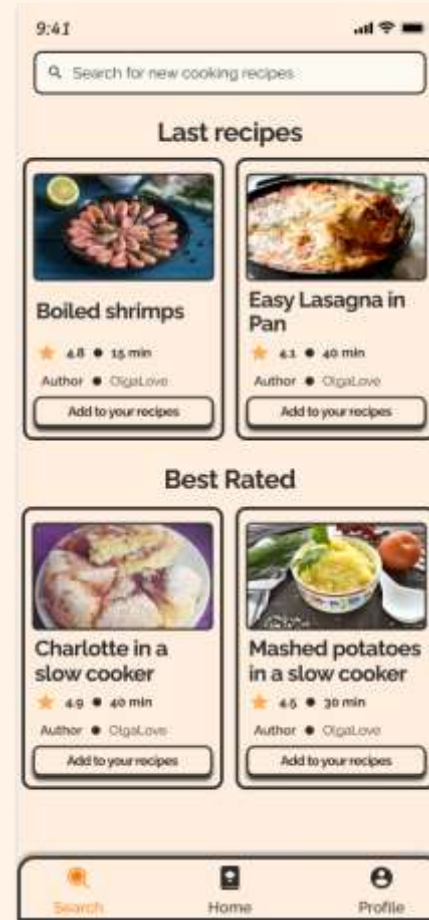 9:41
Search for new cooking recipes
Last recipes
Boiled shrimps
4.8 ● 15 min
Author ● OlgaLove
Add to your recipes
Easy Lasagna in
Pan
4.1 ● 40 min
Author ● OlgaLove
Add to your recipes
Best Rated
Charlotte in a
slow cooker
4.9 ● 40 min
Author ● OlgaLove
Add to your recipes
Mashed potatoes
in a slow cooker
4.5 ● 30 min
Author ● OlgaLove
Add to your recipes
Search
Home
Profile